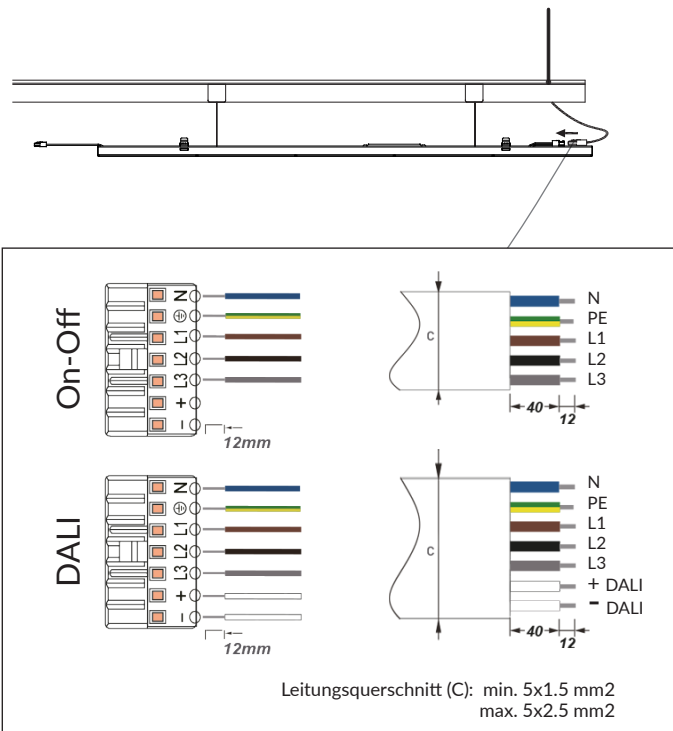 On-Off
N
L1
L2
L3
+
-
12mm
C
N
PE
L1
L2
L3
40
12
DALI
N
L1
L2
L3
+
-
12mm
C
N
PE
L1
L2
L3
+ DALI
- DALI
40
12
Leitungsquerschnitt (C): min. 5x1.5 mm2
max. 5x2.5 mm2